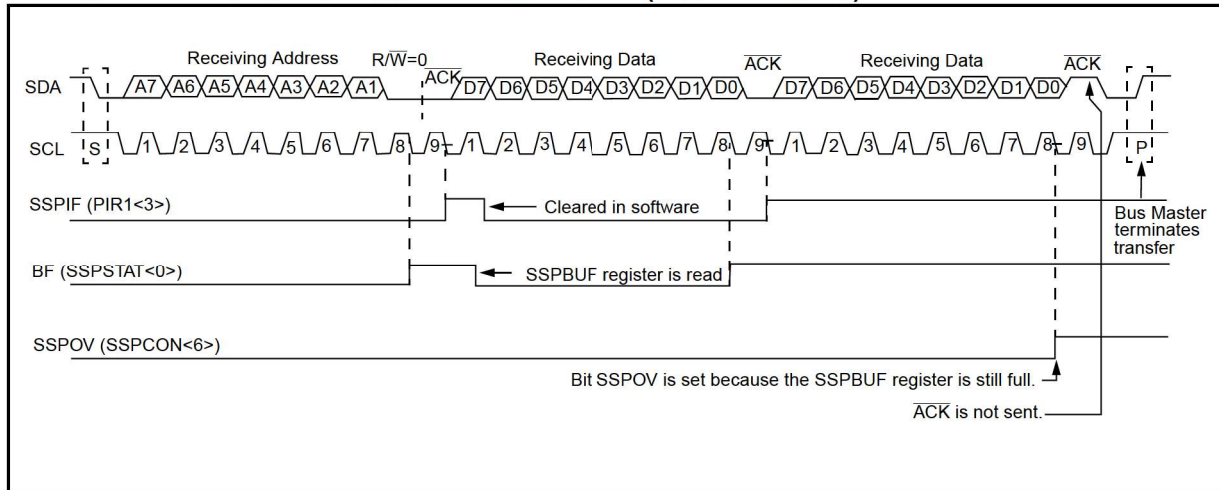 Receiving Address R/W=0 Receiving Data ACK Receiving Data ACK
ACK
SDA A7 A6 A5 A4 A3 A2 A1 D7 D6 D5 D4 D3 D2 D1 D0 D7 D6 D5 D4 D3 D2 D1 D0
SCL S 1 2 3 4 5 6 7 8 9 1 2 3 4 5 6 7 8 9 1 2 3 4 5 6 7 8 9 P
SSPIF (PIR1<3>)
Cleared in software
Bus Master
terminates
transfer
BF (SSPSTAT<0>)
SSPBUF register is read
SSPOV (SSPCON<6>)
Bit SSPOV is set because the SSPBUF register is still full.
ACK is not sent.